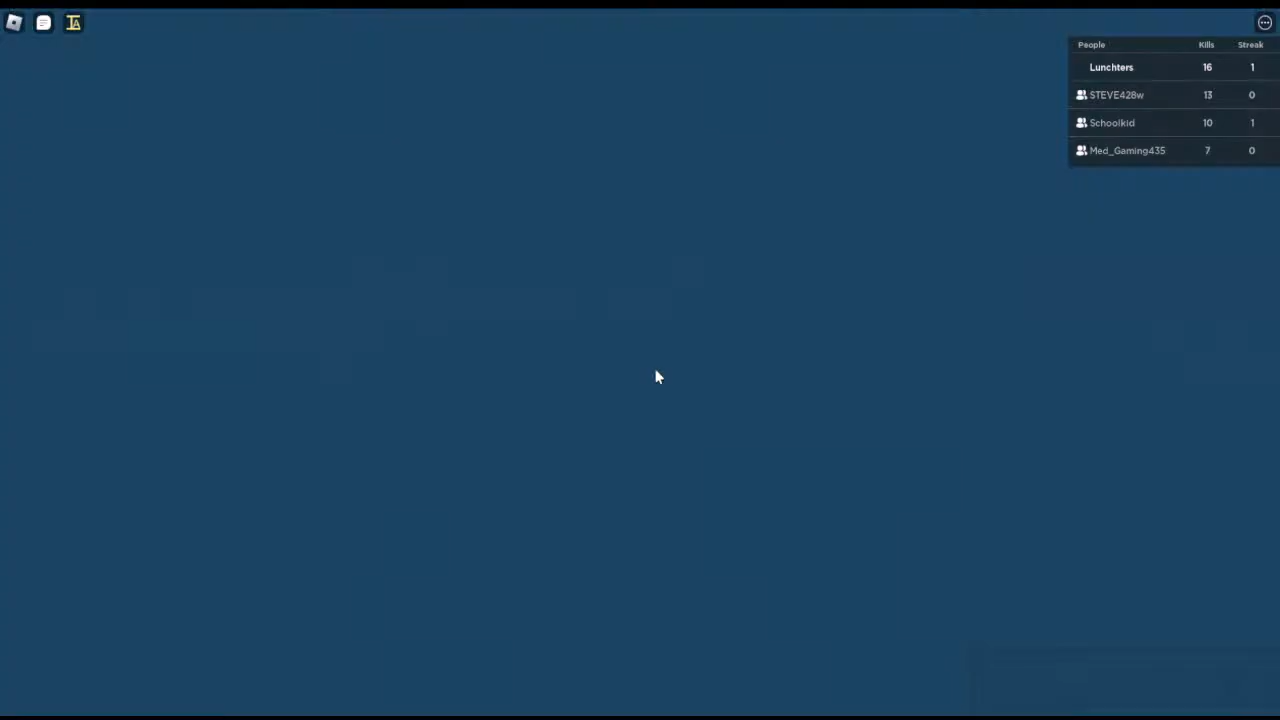 People Kills Streak
Lunchters 16 1
STEVE428w 13 0
Schoolkid 10 1
Med_Gaming435 7 0